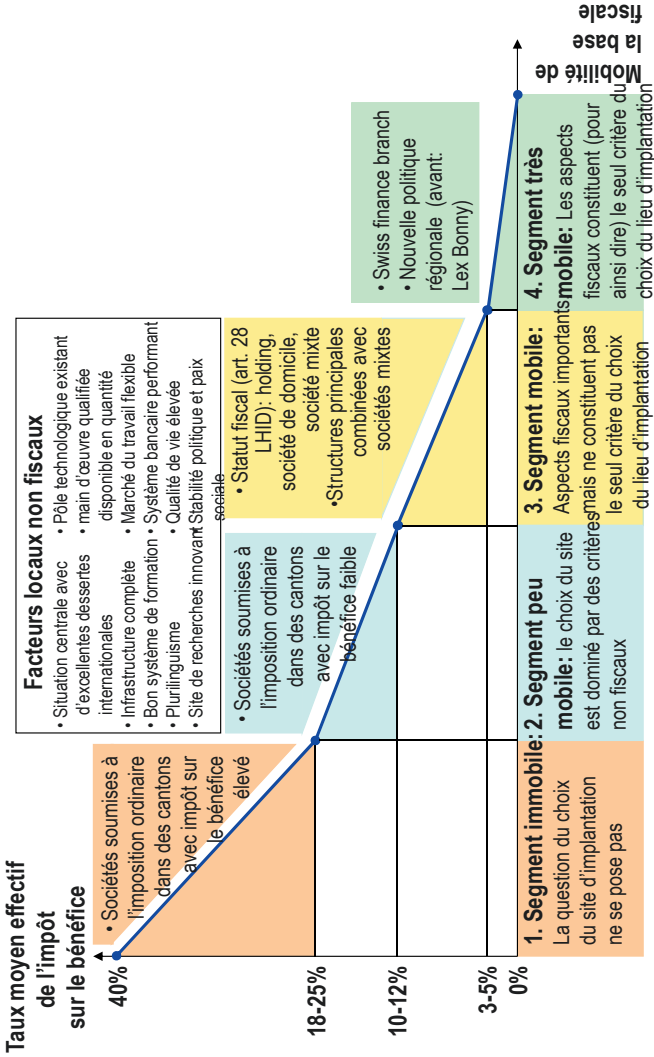 Taux moyen effectif
de l'impôt
sur le bénéfice
40%
18-25%
10-12%
3-5%
0%
• Sociétés soumises à
l'imposition ordinaire
dans des cantons
avec impôt sur
le bénéfice
élevé
Facteurs locaux non fiscaux
• Situation centrale avec
d'excellentes dessertes
internationales
• Infrastructure complète
• Bon système de formation
• Plurilinguisme
• Site de recherches innovant
• Pôle technologique existant
• main d'œuvre qualifiée
disponible en quantité
• Marché du travail flexible
• Système bancaire performant
• Qualité de vie élevée
• Stabilité politique et paix
sociale
• Sociétés soumises à
l'imposition ordinaire
dans des cantons
avec impôt sur le
bénéfice faible
• Statut fiscal (art. 28
LHID): holding,
société de domicile,
société mixte
•Structures principales
combinées avec
sociétés mixtes
• Swiss finance branch
• Nouvelle politique
régionale (avant:
Lex Bonny)
1. Segment immobile:
La question du choix
du site d'implantation
ne se pose pas
2. Segment peu
mobile: le choix du site
est dominé par des critères
non fiscaux
3. Segment mobile:
Aspects fiscaux importants
mais ne constituent pas
le seul critère du choix
du lieu d'implantation
4. Segment très
mobile: Les aspects
fiscaux constituent (pour
ainsi dire) le seul critère du
choix du lieu d'implantation
Mobilité de
la base
fiscale